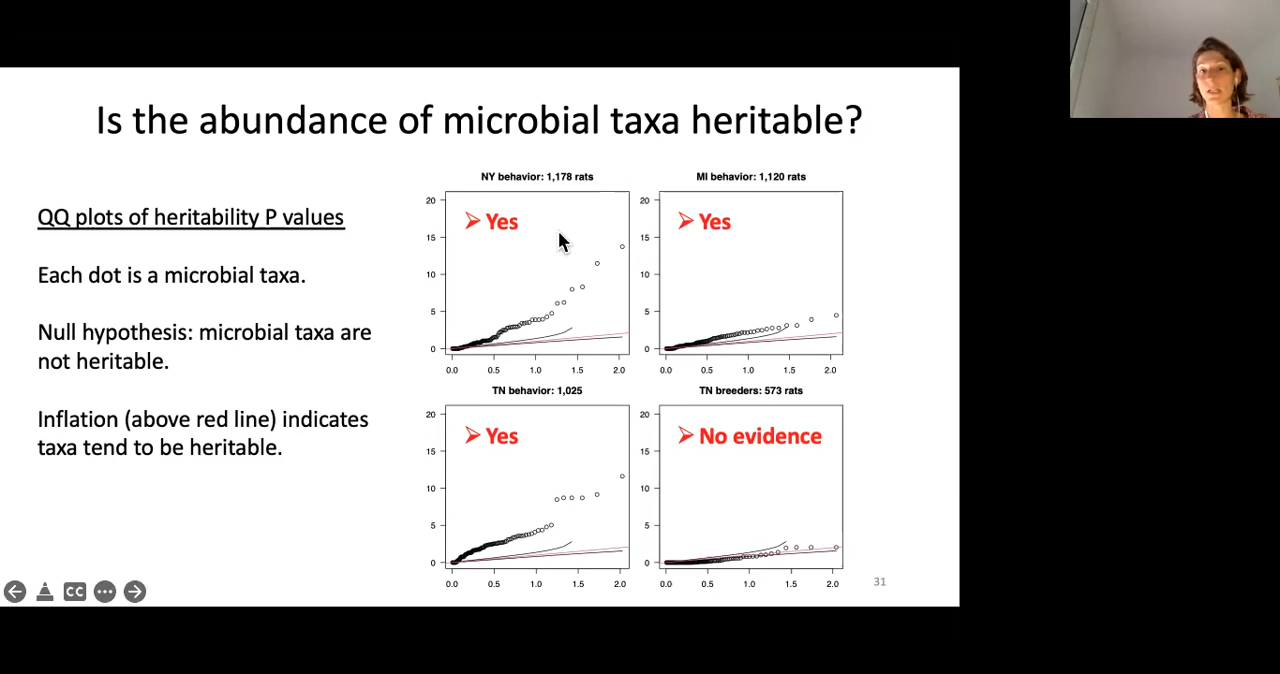 Is the abundance of microbial taxa heritable?
QQ plots of heritability P values
Each dot is a microbial taxa.
Null hypothesis: microbial taxa are
not heritable.
Inflation (above red line) indicates
taxa tend to be heritable.
NY behavior: 1,178 rats
20
15
10
5
0
0.0 0.5 1.0 1.5 2.0
➢ Yes
MI behavior: 1,120 rats
20
15
10
5
0
0.0 0.5 1.0 1.5 2.0
➢ Yes
TN behavior: 1,025
20
15
10
5
0
0.0 0.5 1.0 1.5 2.0
➢ Yes
TN breeders: 573 rats
20
15
10
5
0
0.0 0.5 1.0 1.5 2.0
➢ No evidence
31
CC